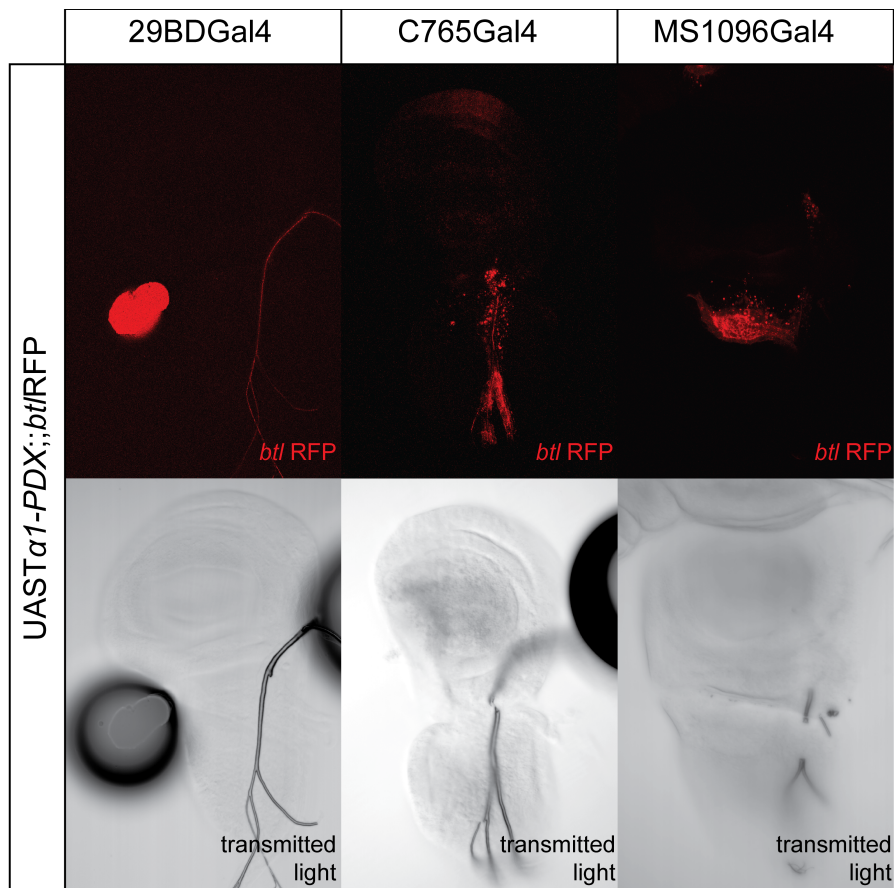 29BDGal4
C765Gal4
MS1096Gal4
UASTα1-PDX;;btlRFP
btl RFP
btl RFP
btl RFP
transmitted
light
transmitted
light
transmitted
light